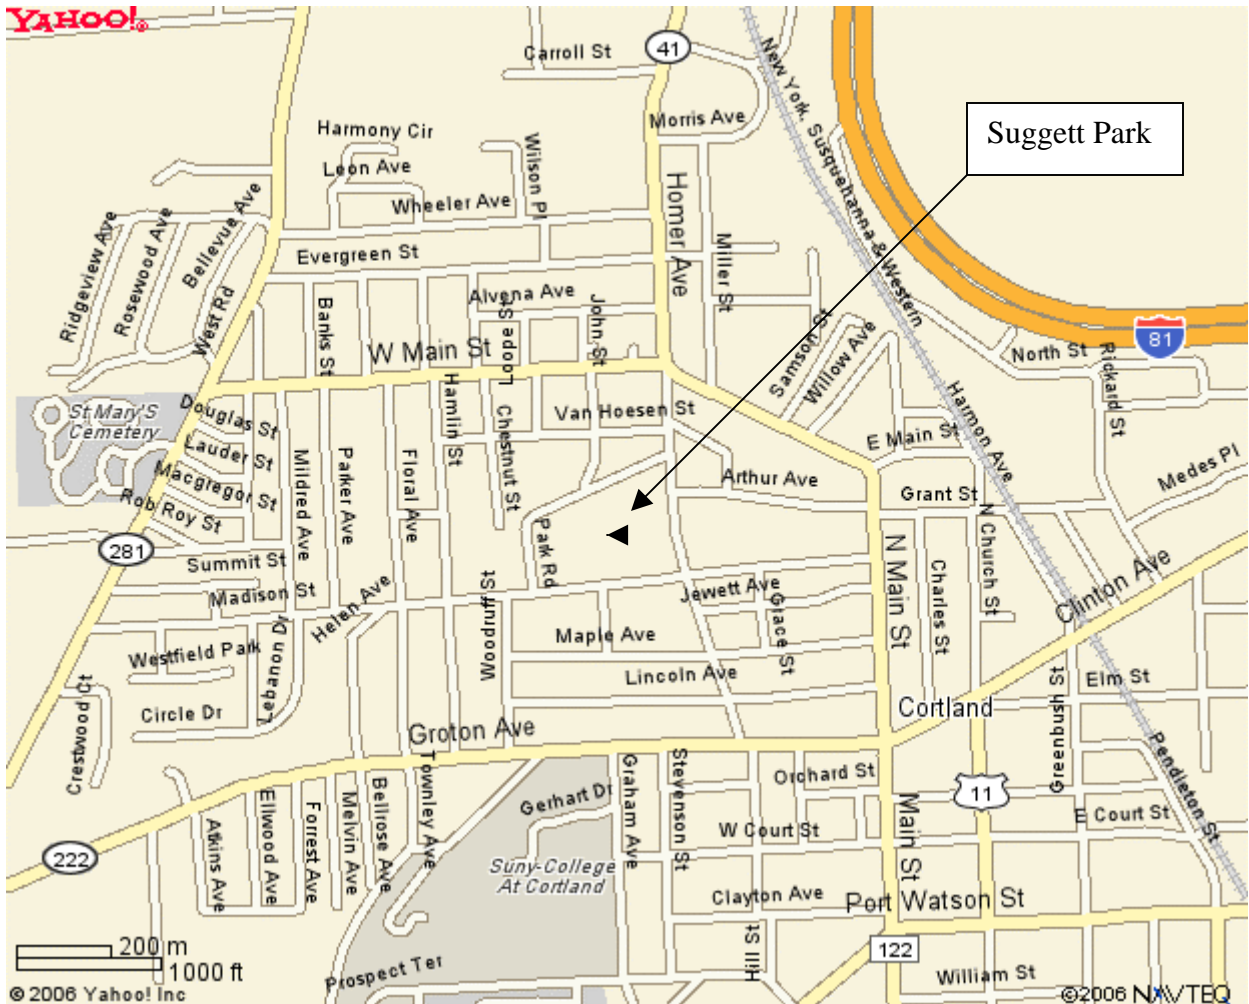 YAHOO!®
Carroll St
41
New York, Susquehanna & Western
Morris Ave
Suggett Park
Harmony Cir
Wilson Pl
Leon Ave
Wheeler Ave
Homer Ave
Ridgeview Ave
Rosewood Ave
Bellevue Ave
Evergreen St
Miller St
Alvena Ave
Banks St
Lope St
John St
West Rd
W Main St
Samson St
Willow Ave
North St
81
Rickard St
St Mary'S
Cemetery
Douglas St
Hamlin St
Chestnut St
Van Hoesen St
Harmon Ave
E Main St
Lauder St
Macgregor St
Rob Roy St
Mildred Ave
Parker Ave
Floral Ave
Arthur Ave
Grant St
Medes Pl
N Church St
281
Summit St
Park Rd
N Main St
Charles St
Clinton Ave
Madison St
Helen Ave
Woodruff St
Jewett Ave
Grace St
Maple Ave
Westfield Park
Lebanon Dr
Lincoln Ave
Elm St
Crestwood Ct
Circle Dr
Groton Ave
Cortland
Greenbush St
Pendleton St
Townley Ave
Graham Ave
Stevenson St
Orchard St
11
Main St
Gerhart Dr
W Court St
E Court St
Atkins Ave
Ellwood Ave
Forrest Ave
Melvin Ave
Bellrose Ave
222
Suny-College
At Cortland
Clayton Ave
Port Watson St
Hill St
122
200 m
1000 ft
Prospect Ter
William St
© 2006 Yahoo! Inc
©2006 NAVTEQ